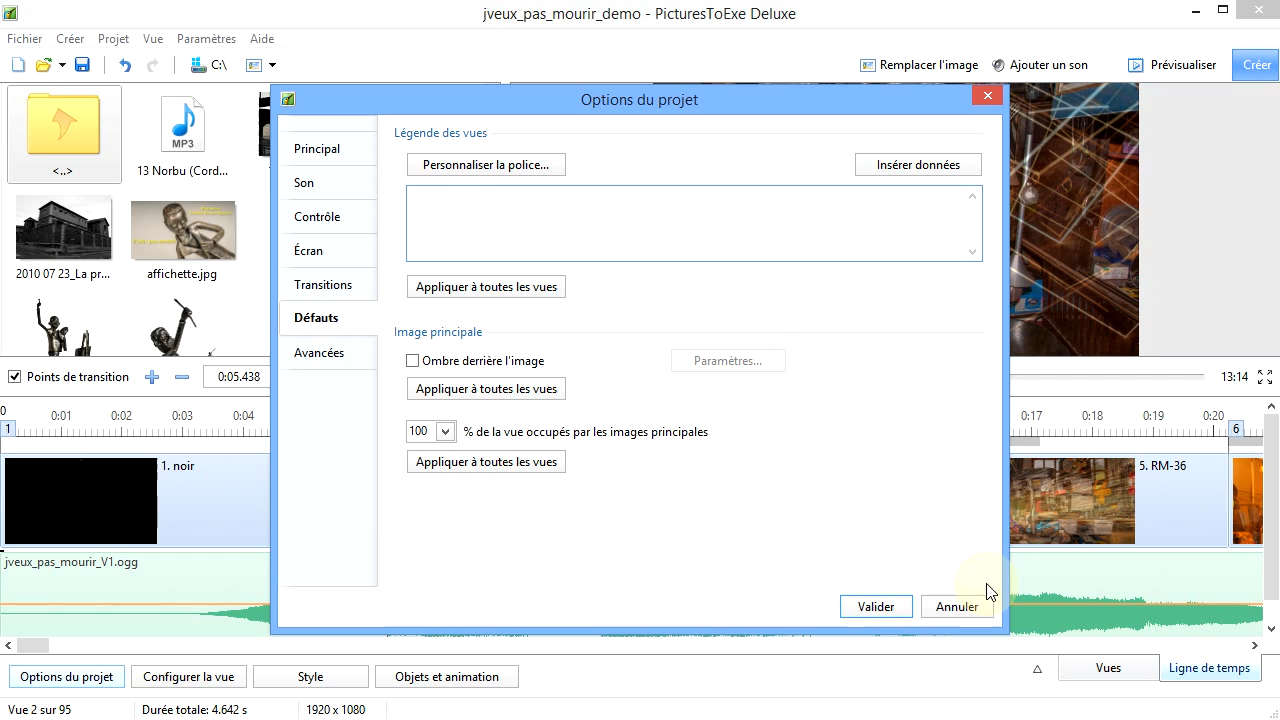 jveux_pas_mourir_demo - PicturesToExe Deluxe
Fichier Créer Projet Vue Paramètres Aide
C:\ Remplacer l'image Ajouter un son Prévisualiser Créer
Options du projet
<..>
MP3
13 Norbu (Cord...
2010 07 23_La pr...
affichette.jpg
Principal
Son
Contrôle
Écran
Transitions
Défauts
Avancées
Légende des vues
Personnaliser la police... Insérer données
Appliquer à toutes les vues
Image principale
Ombre derrière l'image Paramètres...
Appliquer à toutes les vues
100 % de la vue occupés par les images principales
Appliquer à toutes les vues
Valider Annuler
Points de transition 0:05.438 13:14
0 0:01 0:02 0:03 0:04 0:17 0:18 0:19 0:20
1 6
1. noir 5. RM-36
jveux_pas_mourir_V1.ogg
Options du projet Configurer la vue Style Objets et animation Vues Ligne de temps
Vue 2 sur 95 Durée totale: 4.642 s 1920 x 1080